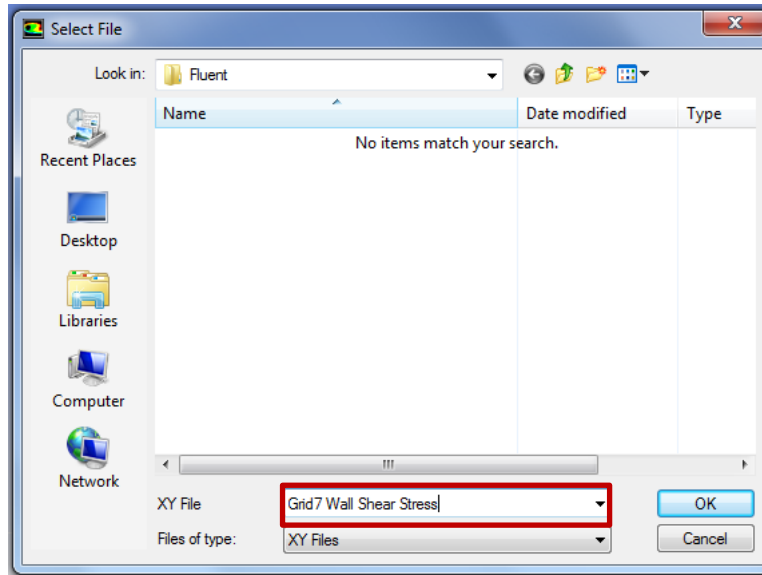 Select File
Look in: Fluent
Name Date modified Type
No items match your search.
Recent Places
Desktop
Libraries
Computer
Network
XY File Grid7 Wall Shear Stress OK
Files of type: XY Files Cancel